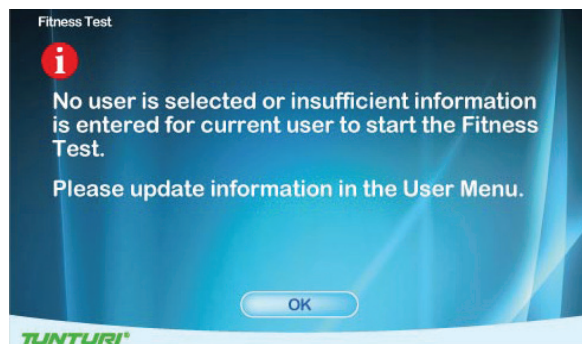 Fitness Test
i
No user is selected or insufficient information
is entered for current user to start the Fitness
Test.
Please update information in the User Menu.
OK
TUNTURI®